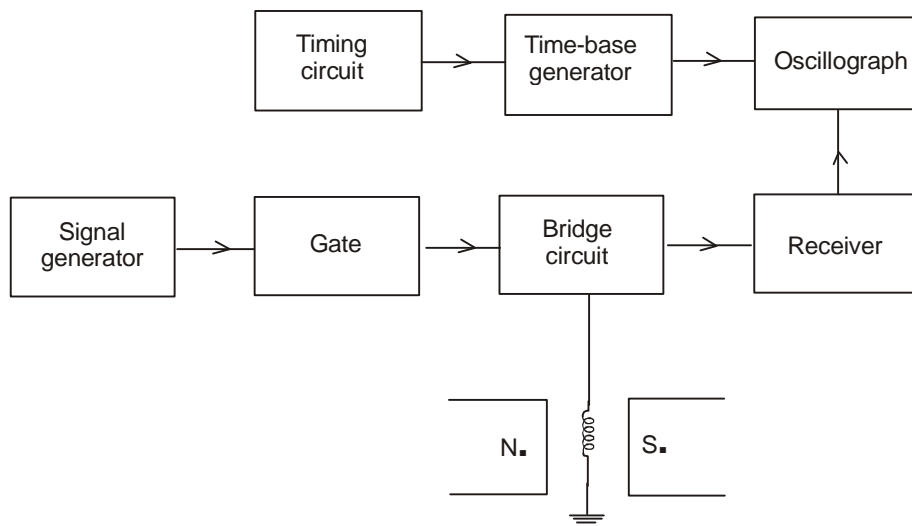 Timing
circuit
Time-base
generator
Oscillograph
Signal
generator
Gate
Bridge
circuit
Receiver
N.
S.